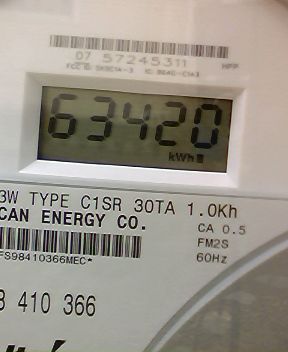 07 57245311
HPP
63420
kWh
3W TYPE C1SR 30TA 1.0Kh
CAN ENERGY CO.
CA 0.5
FM2S
60Hz
FS98410366MEC*
410 366